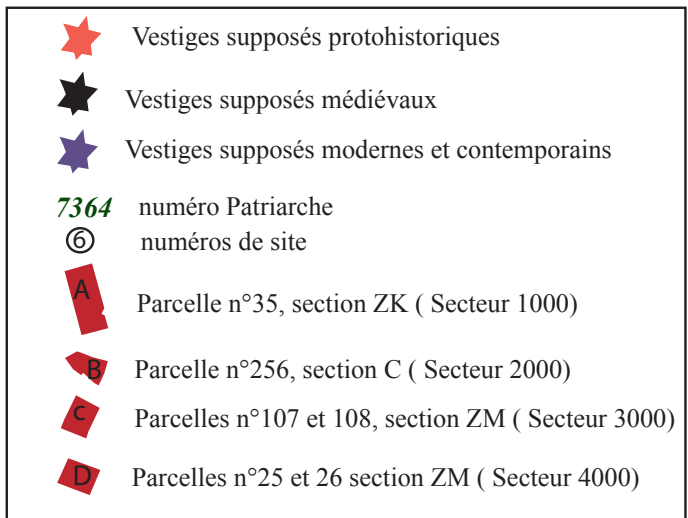 Vestiges supposés protohistoriques
Vestiges supposés médiévaux
Vestiges supposés modernes et contemporains
7364 numéro Patriarche
6 numéros de site
A Parcelle n°35, section ZK ( Secteur 1000)
B Parcelle n°256, section C ( Secteur 2000)
C Parcelles n°107 et 108, section ZM ( Secteur 3000)
D Parcelles n°25 et 26 section ZM ( Secteur 4000)